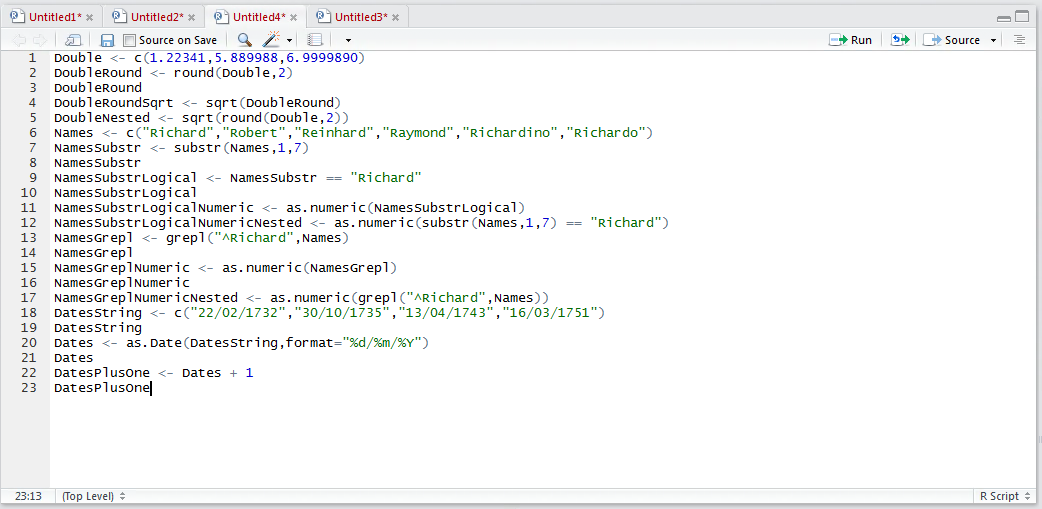 Untitled1* Untitled2* Untitled4* Untitled3*
Source on Save Run Source
1 Double <- c(1.22341,5.889988,6.9999890)
2 DoubleRound <- round(Double,2)
3 DoubleRound
4 DoubleRoundSqrt <- sqrt(DoubleRound)
5 DoubleNested <- sqrt(round(Double,2))
6 Names <- c("Richard","Robert","Reinhard","Raymond","Richardino","Richardo")
7 NamesSubstr <- substr(Names,1,7)
8 NamesSubstr
9 NamesSubstrLogical <- NamesSubstr == "Richard"
10 NamesSubstrLogical
11 NamesSubstrLogicalNumeric <- as.numeric(NamesSubstrLogical)
12 NamesSubstrLogicalNumericNested <- as.numeric(substr(Names,1,7) == "Richard")
13 NamesGrepl <- grepl("^Richard",Names)
14 NamesGrepl
15 NamesGreplNumeric <- as.numeric(NamesGrepl)
16 NamesGreplNumeric
17 NamesGreplNumericNested <- as.numeric(grepl("^Richard",Names))
18 DatesString <- c("22/02/1732","30/10/1735","13/04/1743","16/03/1751")
19 DatesString
20 Dates <- as.Date(DatesString,format="%d/%m/%Y")
21 Dates
22 DatesPlusOne <- Dates + 1
23 DatesPlusOne
23:13 (Top Level) R Script